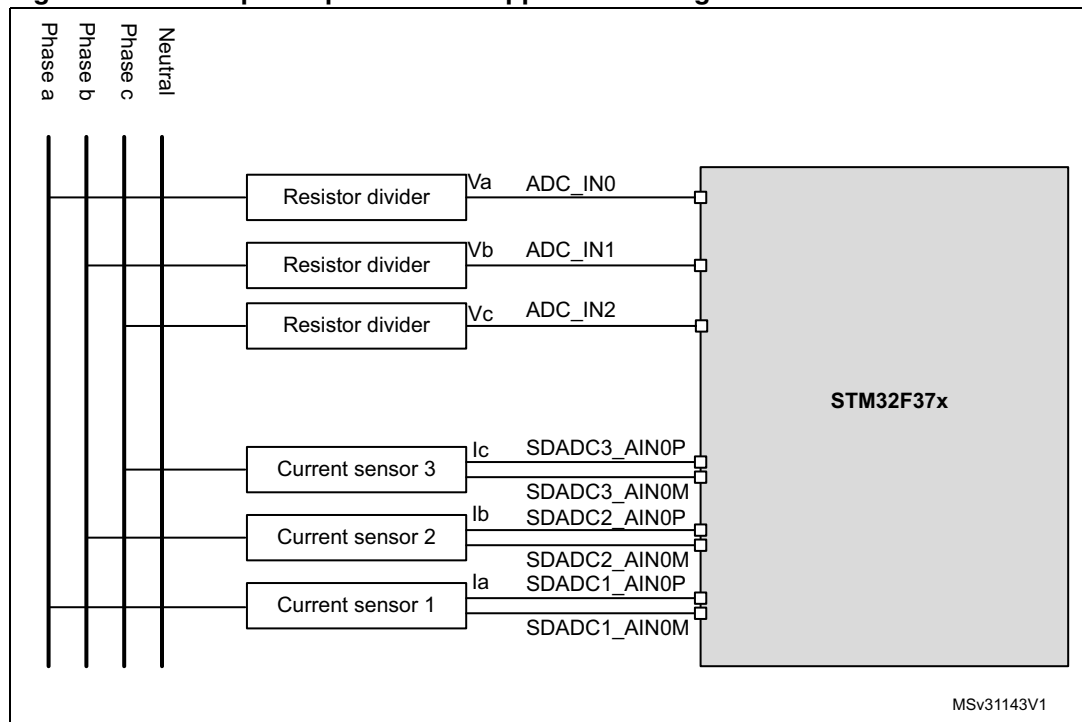 Phase a
Phase b
Phase c
Neutral
Resistor divider
Va
ADC_IN0
Resistor divider
Vb
ADC_IN1
Resistor divider
Vc
ADC_IN2
STM32F37x
Current sensor 3
Ic
SDADC3_AIN0P
SDADC3_AIN0M
Current sensor 2
Ib
SDADC2_AIN0P
SDADC2_AIN0M
Current sensor 1
Ia
SDADC1_AIN0P
SDADC1_AIN0M
MSv31143V1